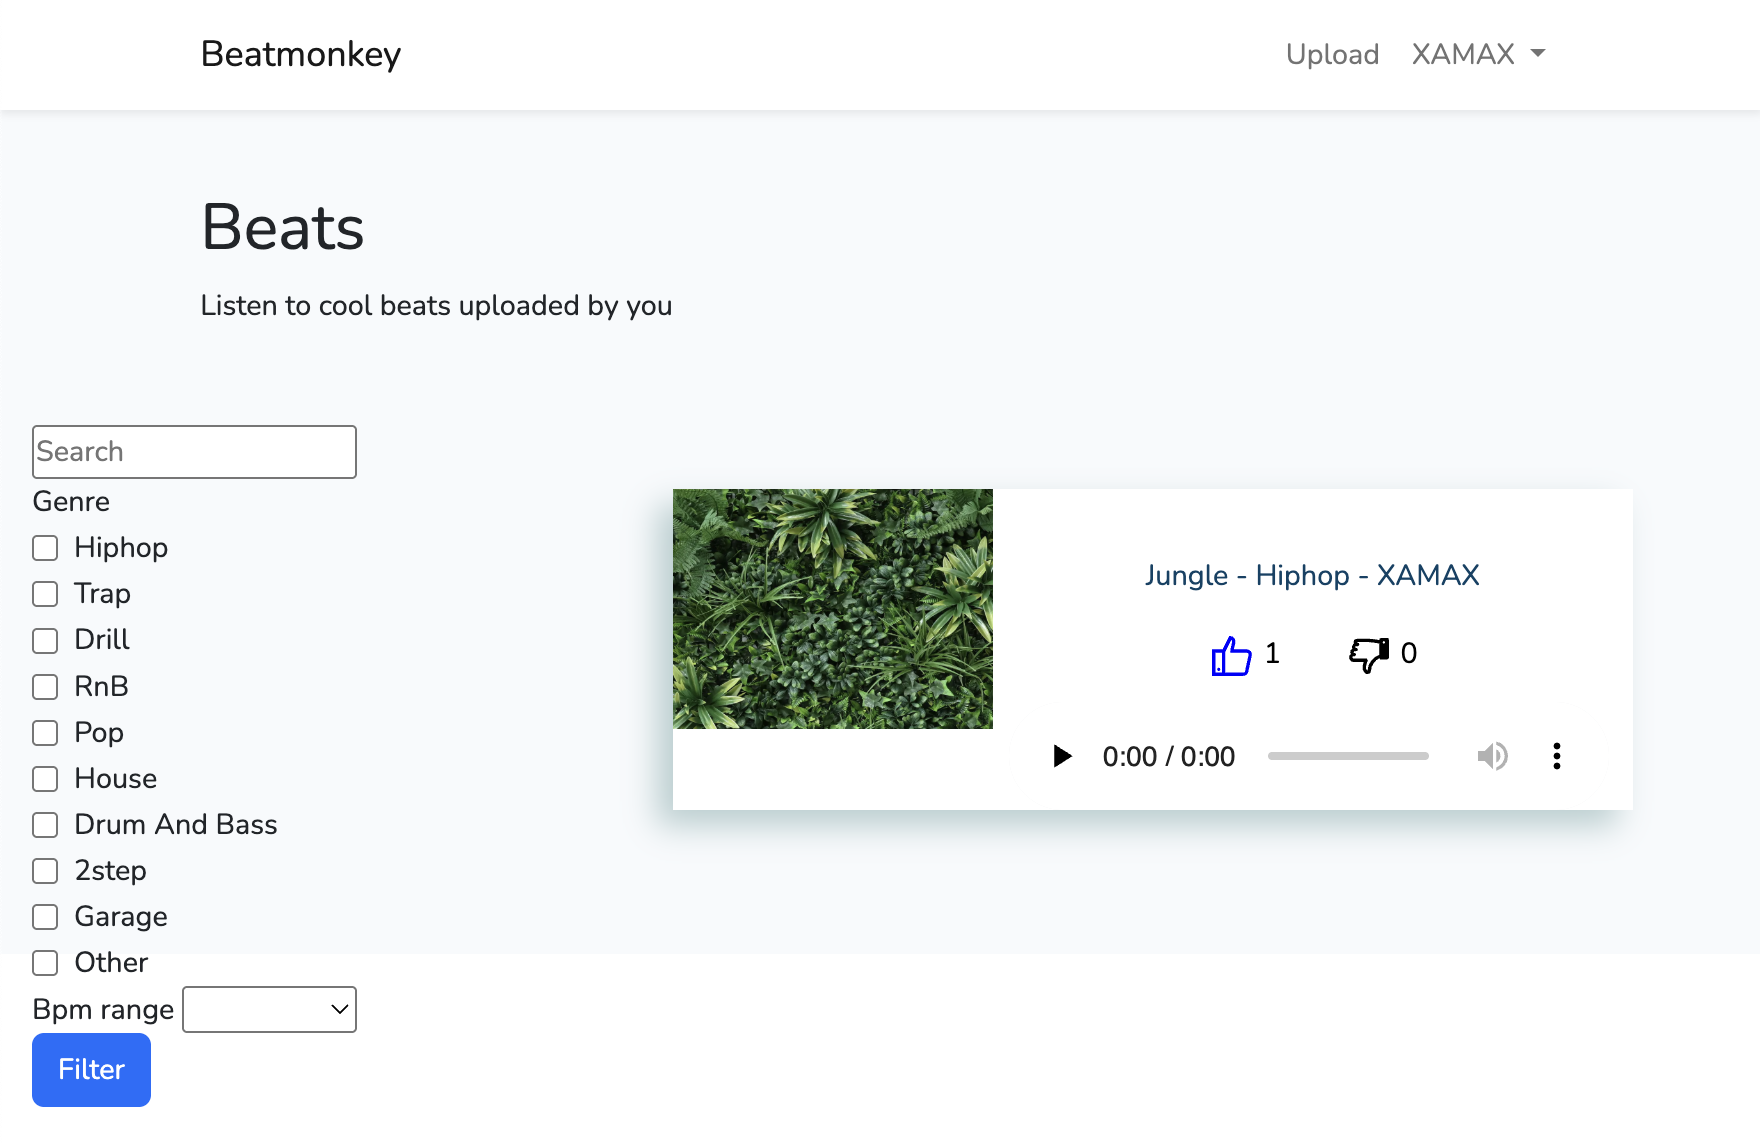 Beatmonkey
Upload
XAMAX
Beats
Listen to cool beats uploaded by you
Search
Genre
Hiphop
Trap
Drill
RnB
Pop
House
Drum And Bass
2step
Garage
Other
Bpm range
Filter
Jungle - Hiphop - XAMAX
1
0
0:00 / 0:00